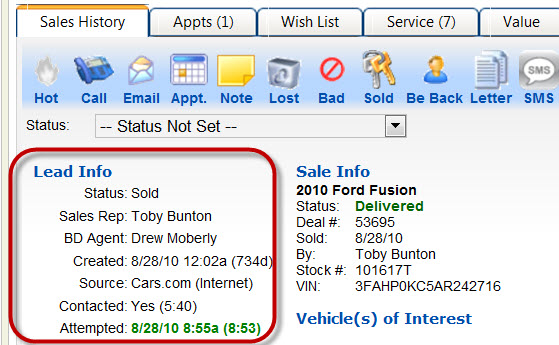 Sales History Appts (1) Wish List Service (7) Value
Hot Call Email Appt. Note Lost Bad Sold Be Back Letter SMS
SMS
Status: -- Status Not Set --
Lead Info
Status: Sold
Sales Rep: Toby Bunton
BD Agent: Drew Moberly
Created: 8/28/10 12:02a (734d)
Source: Cars.com (Internet)
Contacted: Yes (5:40)
Attempted: 8/28/10 8:55a (8:53)
Sale Info
2010 Ford Fusion
Status: Delivered
Deal #: 53695
Sold: 8/28/10
By: Toby Bunton
Stock #: 101617T
VIN: 3FAHP0KC5AR242716
Vehicle(s) of Interest